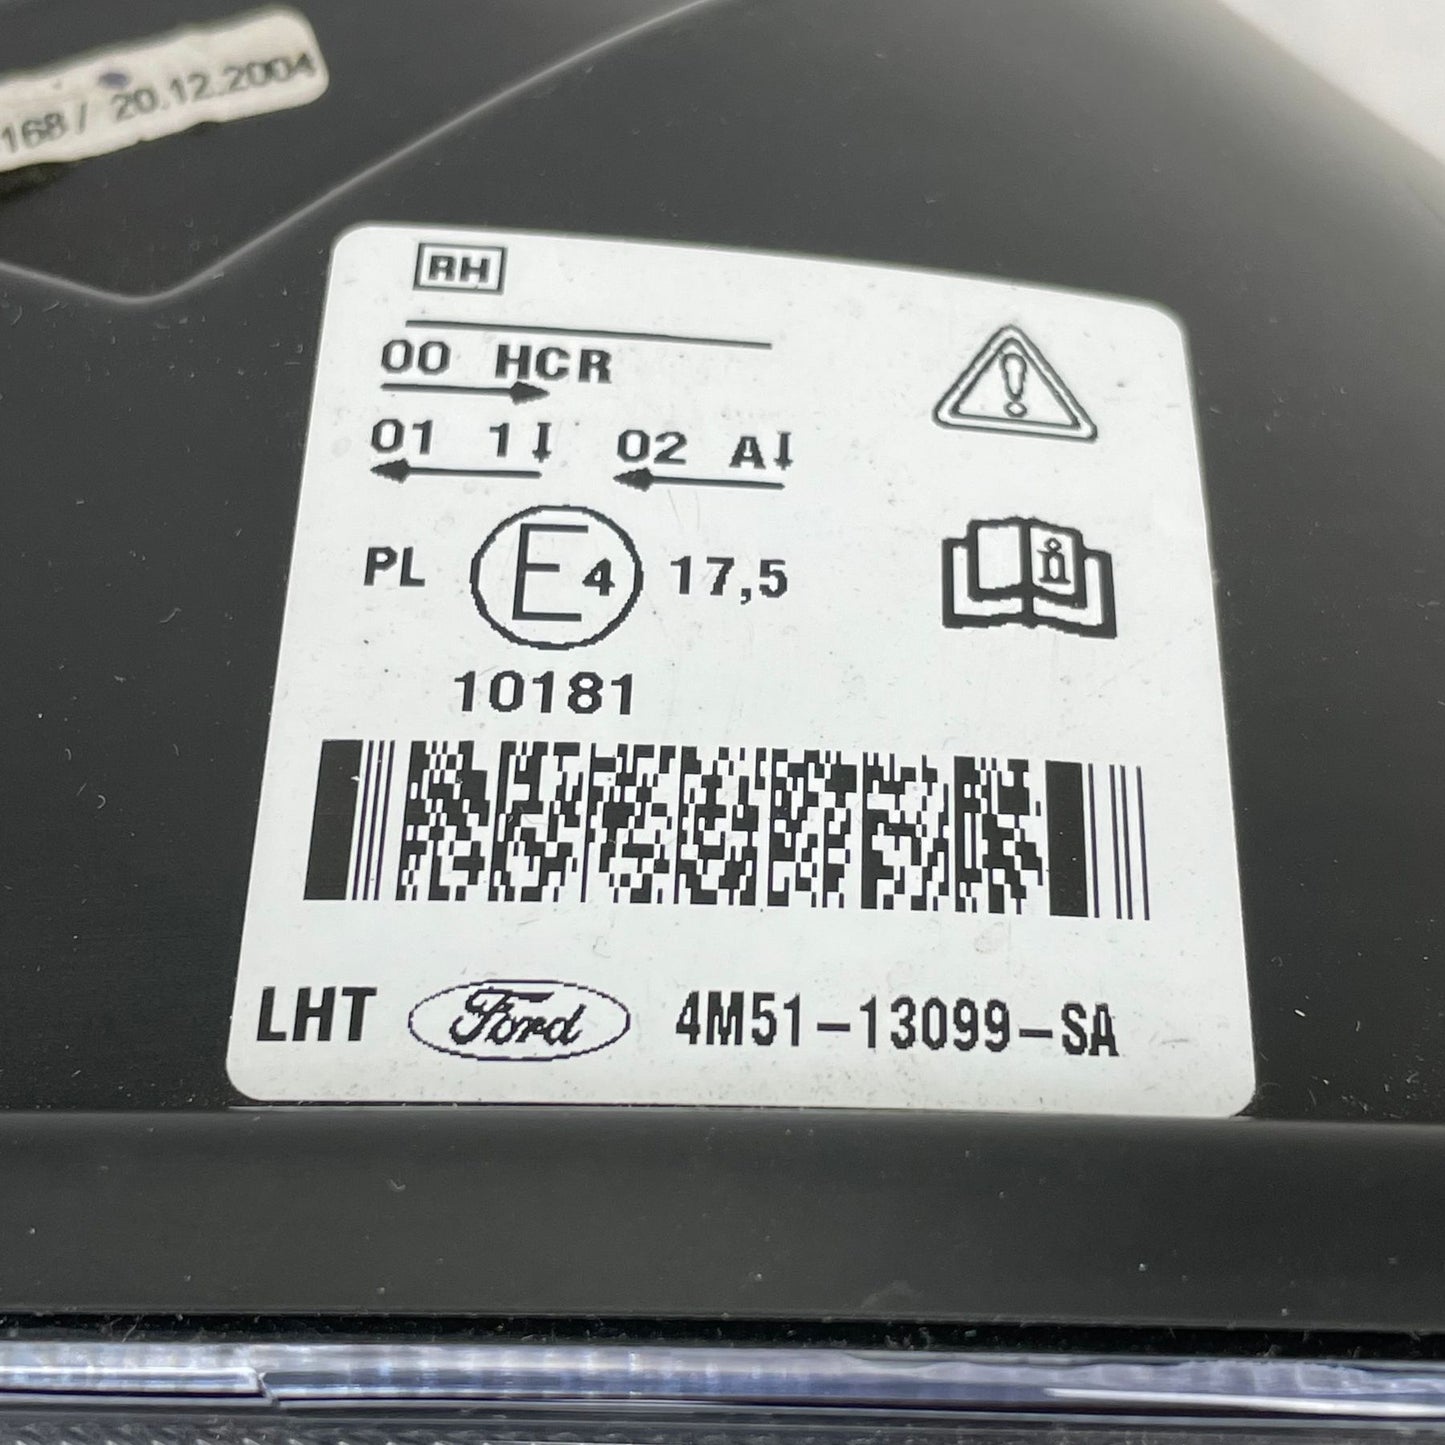 168 / 20.12.2004
RH
00 HCR
01 1 02 A
PL E4 17,5
10181
LHT Ford 4M51-13099-SA